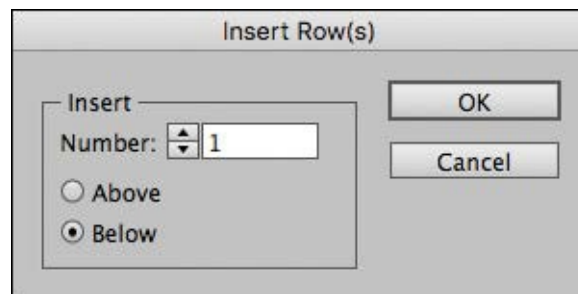 Insert Row(s)
Insert
Number: 1
Above
Below
OK
Cancel